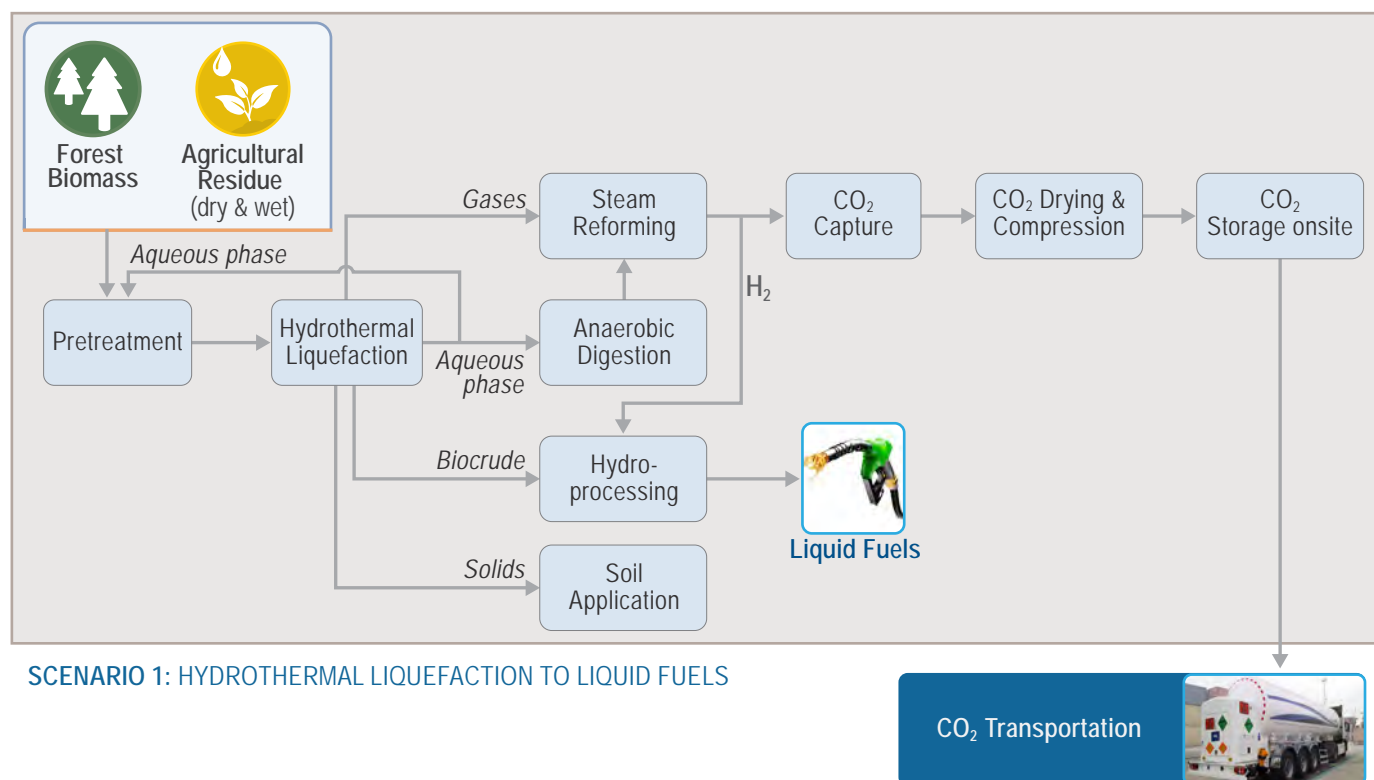 Forest
Biomass
Agricultural
Residue
(dry & wet)
Gases
Steam
Reforming
CO₂
Capture
CO₂ Drying &
Compression
CO₂
Storage onsite
Aqueous phase
H₂
Pretreatment
Hydrothermal
Liquefaction
Aqueous
phase
Anaerobic
Digestion
Biocrude
Hydro-
processing
Liquid Fuels
Solids
Soil
Application
SCENARIO 1: HYDROTHERMAL LIQUEFACTION TO LIQUID FUELS
CO₂ Transportation